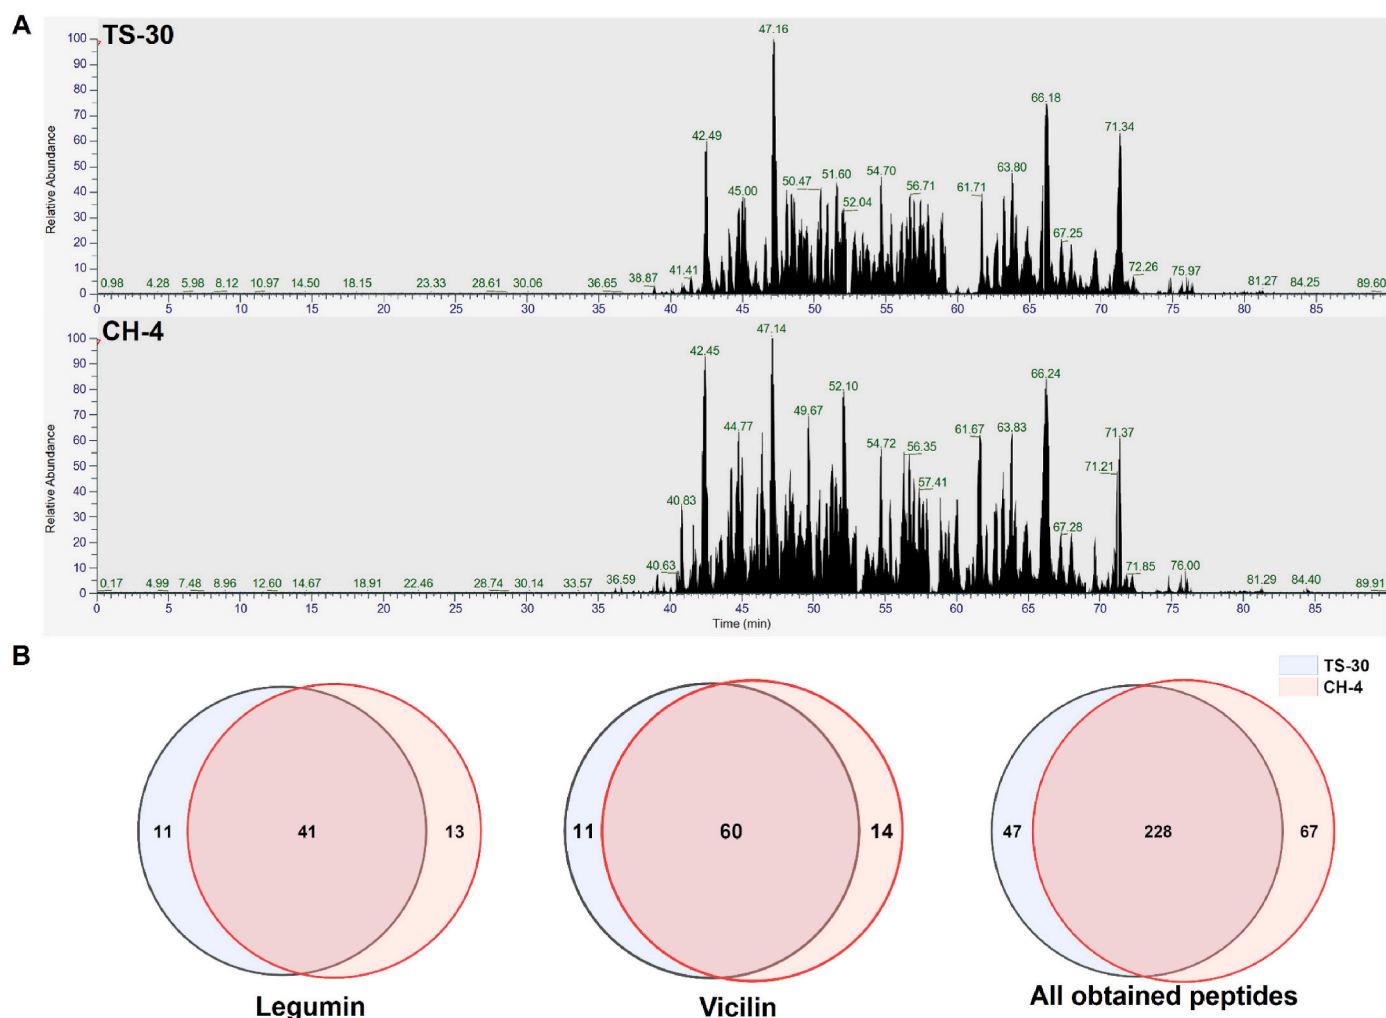 A
TS-30
Relative Abundance
100
90
80
70
60
50
40
30
20
10
0
47.16
66.18
71.34
42.49
45.00
50.47
51.60
52.04
54.70
56.71
61.71
63.80
67.25
72.26
75.97
0.98 4.28 5.98 8.12 10.97 14.50 18.15 23.33 28.61 30.06 36.65 38.87 41.41 81.27 84.25 89.60
0 5 10 15 20 25 30 35 40 45 50 55 60 65 70 75 80 85
CH-4
Relative Abundance
100
90
80
70
60
50
40
30
20
10
0
47.14
42.45
66.24
52.10
49.67
44.77
61.67
63.83
71.37
54.72
56.35
71.21
57.41
40.83
67.28
40.63
71.85
76.00
0.17 4.99 7.48 8.96 12.60 14.67 18.91 22.46 28.74 30.14 33.57 36.59 81.29 84.40 89.91
0 5 10 15 20 25 30 35 40 45 50 55 60 65 70 75 80 85
Time (min)
B
TS-30
CH-4
11 41 13
11 60 14
47 228 67
Legumin
Vicilin
All obtained peptides